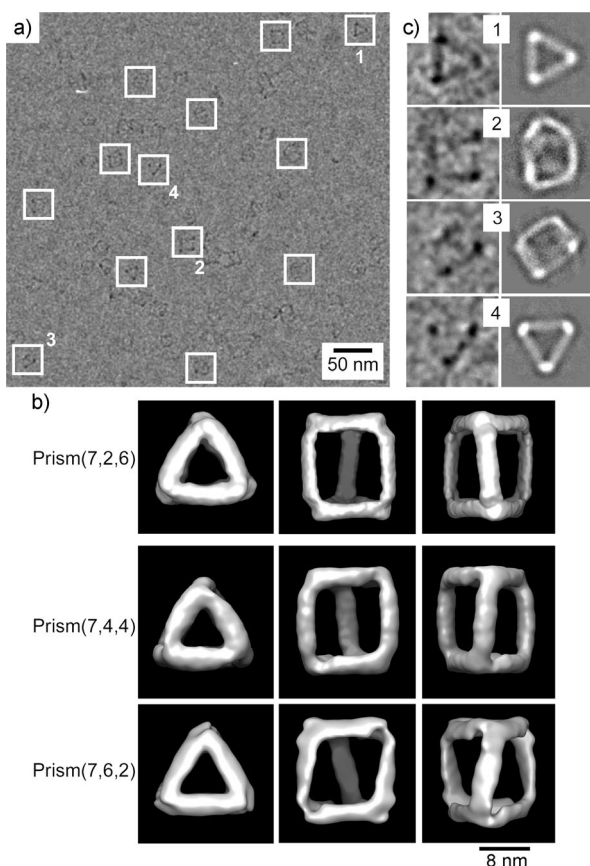 a)
1
4
2
3
50 nm
c)
1
2
3
4
b)
Prism(7,2,6)
Prism(7,4,4)
Prism(7,6,2)
8 nm